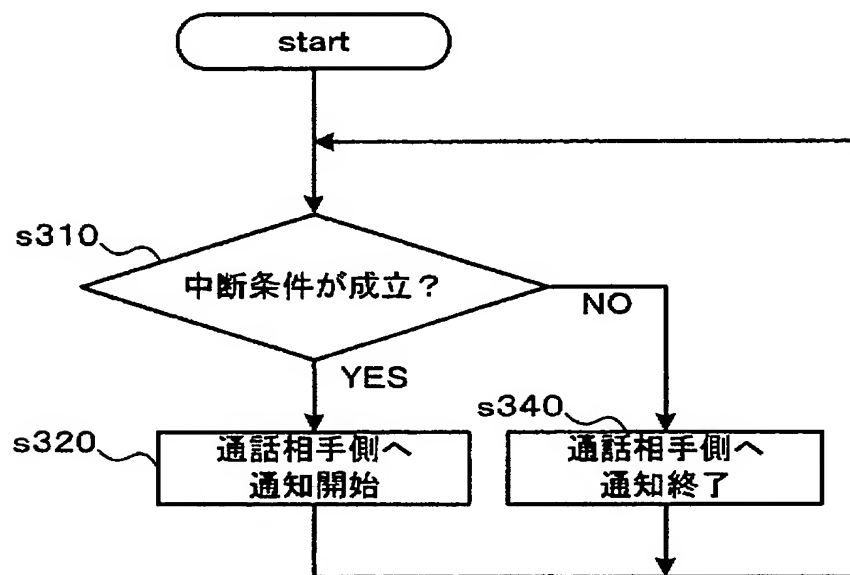 start
s310
中断条件が成立？
NO
YES
s320
通話相手側へ
通知開始
s340
通話相手側へ
通知終了